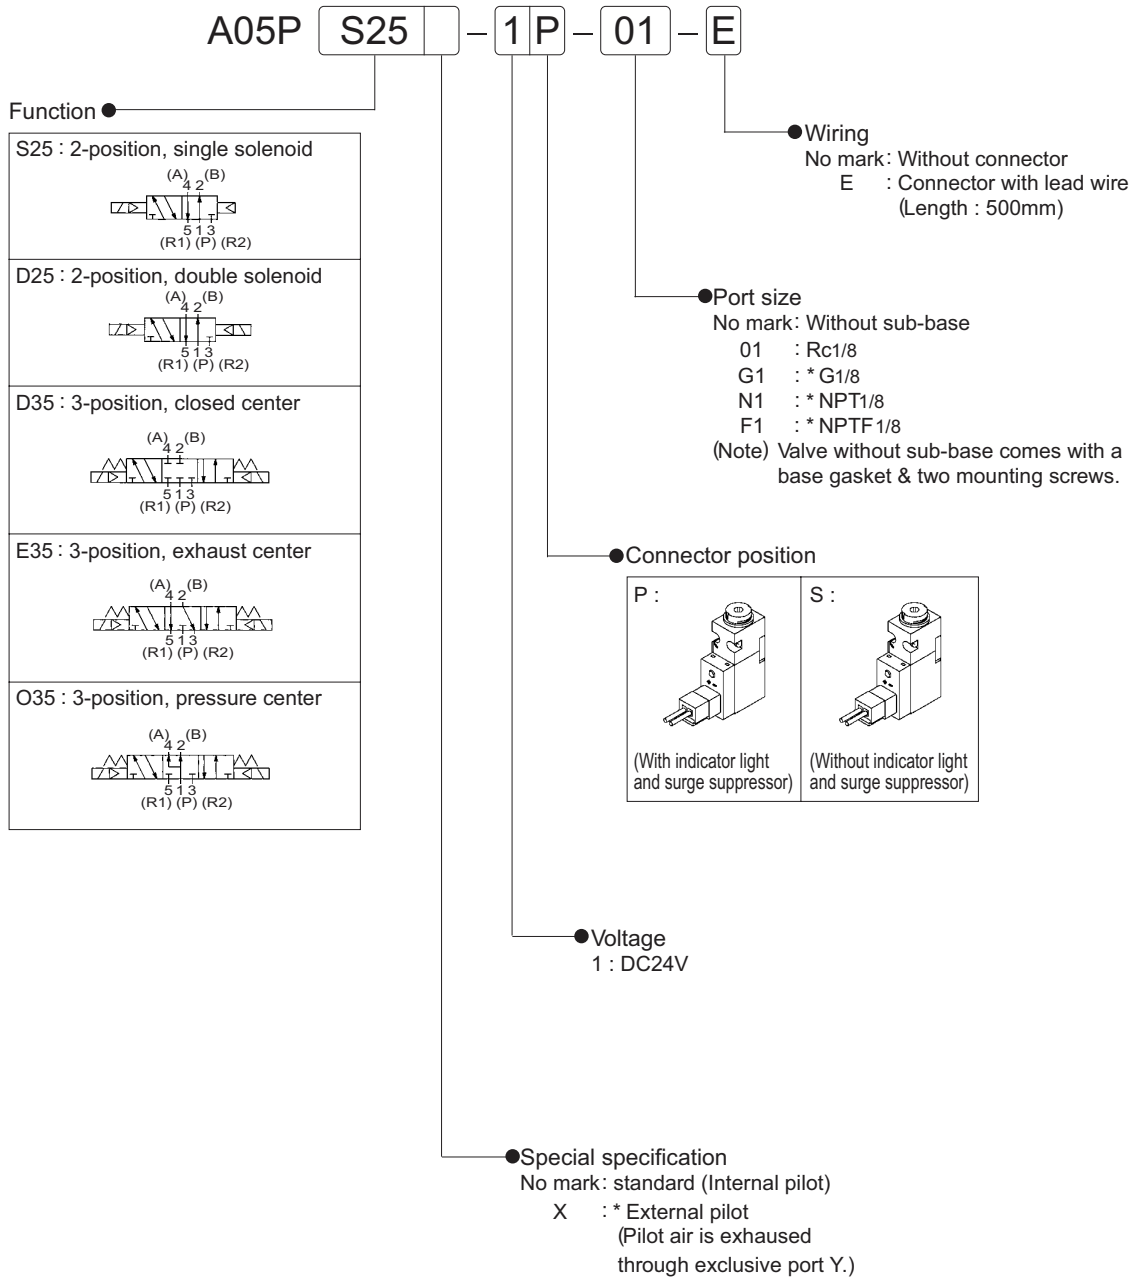 A05P S25 – 1 P – 01 – E
Function
S25 : 2-position, single solenoid
(A) (B)
4 2
5 1 3
(R1) (P) (R2)
D25 : 2-position, double solenoid
(A) (B)
4 2
5 1 3
(R1) (P) (R2)
D35 : 3-position, closed center
(A) (B)
4 2
5 1 3
(R1) (P) (R2)
E35 : 3-position, exhaust center
(A) (B)
4 2
5 1 3
(R1) (P) (R2)
O35 : 3-position, pressure center
(A) (B)
4 2
5 1 3
(R1) (P) (R2)
Wiring
No mark : Without connector
E : Connector with lead wire
(Length : 500mm)
Port size
No mark : Without sub-base
01 : Rc1/8
G1 : * G1/8
N1 : * NPT1/8
F1 : * NPTF1/8
(Note) Valve without sub-base comes with a
base gasket & two mounting screws.
Connector position
P :
(With indicator light
and surge suppressor)
S :
(Without indicator light
and surge suppressor)
Voltage
1 : DC24V
Special specification
No mark : standard (Internal pilot)
X : * External pilot
(Pilot air is exhaused
through exclusive port Y.)